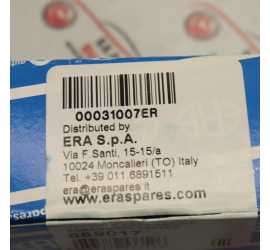 00031007ER
Distributed by
ERA S.p.A.
Via F.Santi, 15-15/a
10024 Moncalieri (TO) Italy
Tel. +39 011 6891511
era@eraspares.it
www.eraspares.com